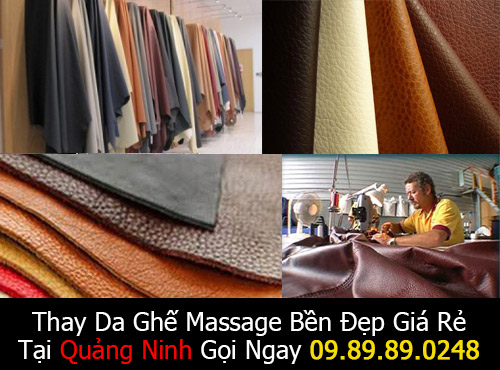 Thay Da Ghế Massage Bền Đẹp Giá Rẻ
Tại Quảng Ninh Gọi Ngay 09.89.89.0248